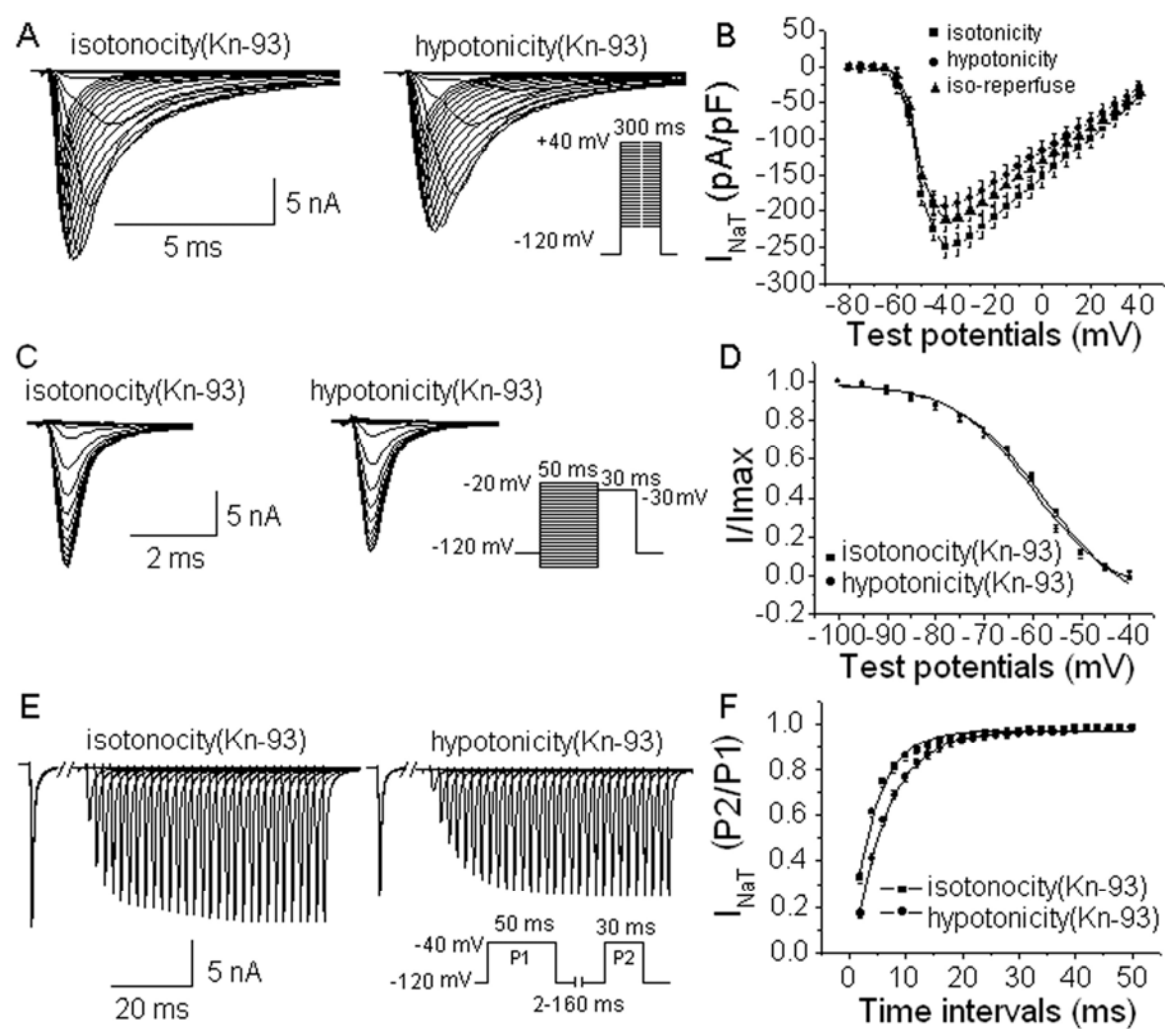 A
isotonocity(Kn-93)
hypotonicity(Kn-93)
300 ms
+40 mV
-120 mV
5 nA
5 ms
B
isotonicity
hypotonicity
iso-reperfuse
0
-50
-100
-150
-200
-250
-300
I_NaT (pA/pF)
-80 -60 -40 -20 0 20 40
Test potentials (mV)
C
isotonocity(Kn-93)
hypotonicity(Kn-93)
50 ms
30 ms
-20 mV
-30 mV
-120 mV
5 nA
2 ms
D
1.0
0.8
0.6
0.4
0.2
0.0
-0.2
I/Imax
isotonocity(Kn-93)
hypotonicity(Kn-93)
-100 -90 -80 -70 -60 -50 -40
Test potentials (mV)
E
isotonocity(Kn-93)
hypotonicity(Kn-93)
50 ms
30 ms
-40 mV
P1
P2
-120 mV
2-160 ms
5 nA
20 ms
F
1.0
0.8
0.6
0.4
0.2
0.0
I_NaT (P2/P1)
isotonocity(Kn-93)
hypotonicity(Kn-93)
0 10 20 30 40 50
Time intervals (ms)